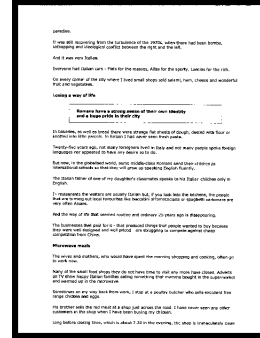 paradise.
It was still recovering from the turbulence of the 1970s, when there had been bombs,
kidnapping and ideological conflict between the right and the left.
And it was very Italian.
Everyone had Italian cars - Fiats for the masses, Alfas for the sporty, Lancias for the rich.
On every corner of the city where I lived small shops sold salami, ham, cheese and wonderful
fruit and vegetables.
Losing a way of life
Romans have a strong sense of their own identity
and a huge pride in their city
In bakeries, as well as bread there were strange flat sheets of dough, dusted with flour or
another like little swords. In Britain I had never seen fresh pasta.
Twenty-five years ago, not many foreigners lived in Italy and not many people spoke foreign
languages nor appeared to have any desire to do so.
But now, in the globalised world, many middle-class Romans send their children to
international schools so that they will grow up speaking English fluently.
The Italian father of one of my daughter's classmates speaks to his Italian children only in
English.
In restaurants the waiters are usually Italian but, if you look into the kitchens, the people
that are turning out local favourites like bucatini all'amatriciana or spaghetti carbonara are
very often Asians.
And the way of life that seemed routine and ordinary 25 years ago is disappearing.
The businesses that paid for it - that produced things that people wanted to buy because
they were well designed and well priced - are struggling to compete against cheap
competition from China.
Microwave meals
The wives and mothers, who would have spent the morning shopping and cooking, often go
to work now.
Many of the small food shops they do not have time to visit any more have closed. Adverts
on TV show happy Italian families eating something that mamma bought in the supermarket
and warmed up in the microwave.
Sometimes on my way back from work, I stop at a poultry butcher who sells excellent free
range chicken and eggs.
His brother sells the red meat at a shop just across the road. I have never seen any other
customers in the shop when I have been buying my chicken.
Long before closing time, which is about 7:30 in the evening, the shop is immaculately clean